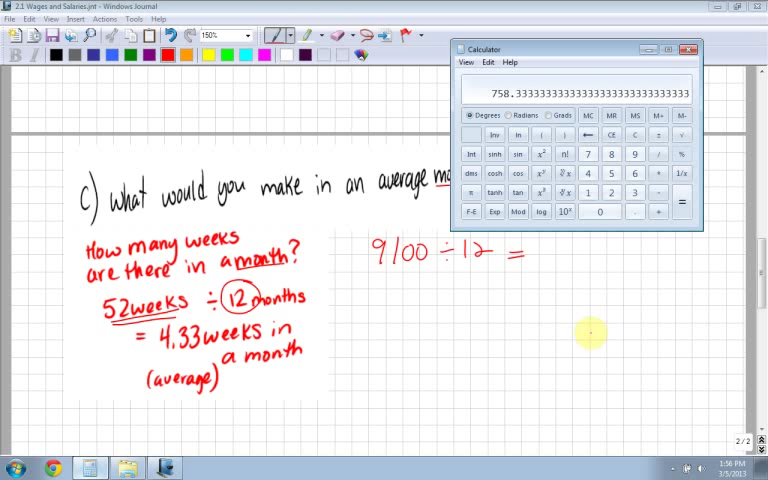 2.1 Wages and Salaries.jnt - Windows Journal
File Edit View Insert Actions Tools Help
150%
Calculator
View Edit Help
758.33333333333333333333333333333
Degrees Radians Grads MC MR MS M+ M-
Inv ln ( ) ← CE C ± √
Int sinh sin x² n! 7 8 9 / %
dms cosh cos xʸ ʸ√x 4 5 6 * 1/x
π tanh tan x³ ³√x 1 2 3 - =
F-E Exp Mod log 10ˣ 0 . +
c) What would you make in an average
How many weeks
are there in a month?
9100 ÷ 12 =
52 weeks ÷ 12 months
= 4.33 weeks in
a month
(average)
2 / 2
1:56 PM
3/5/2013